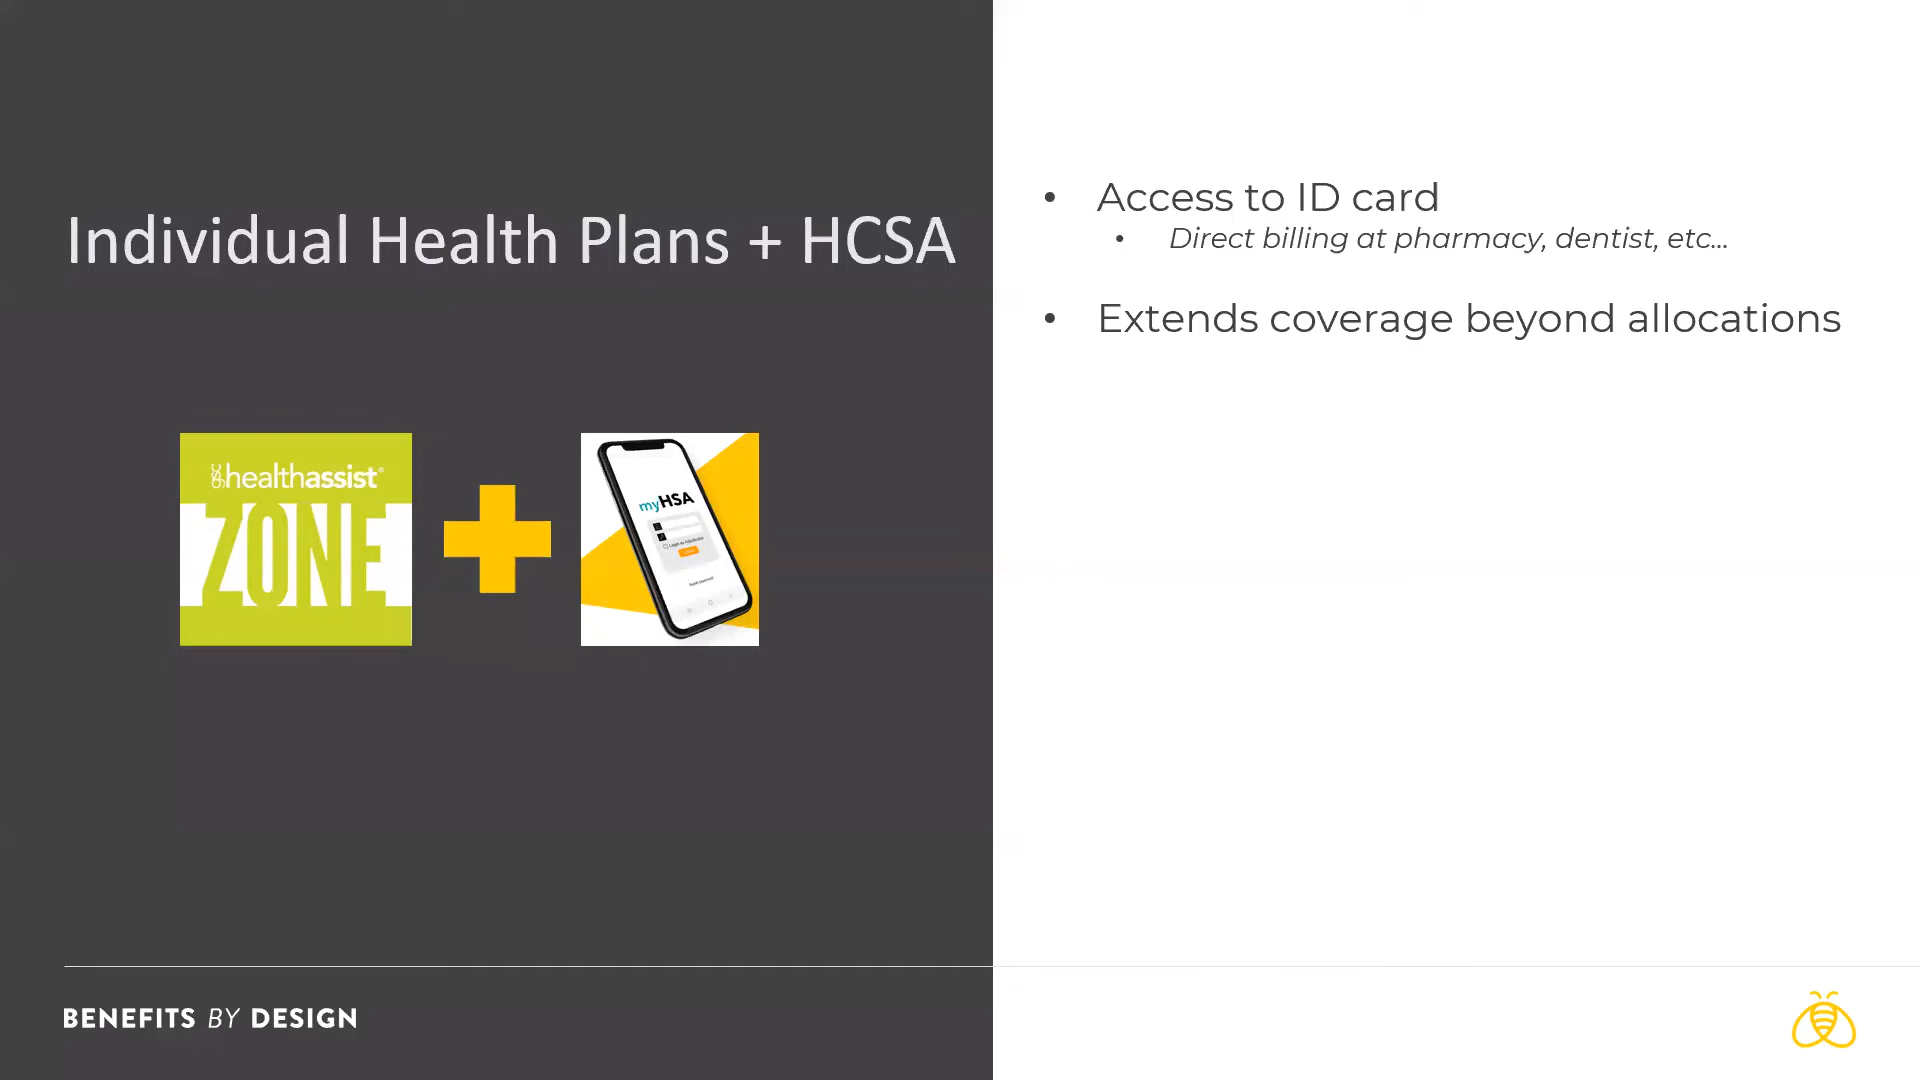 Individual Health Plans + HCSA
• Access to ID card
• Direct billing at pharmacy, dentist, etc...
• Extends coverage beyond allocations
gsc healthassist®
ZONE
myHSA
BENEFITS BY DESIGN